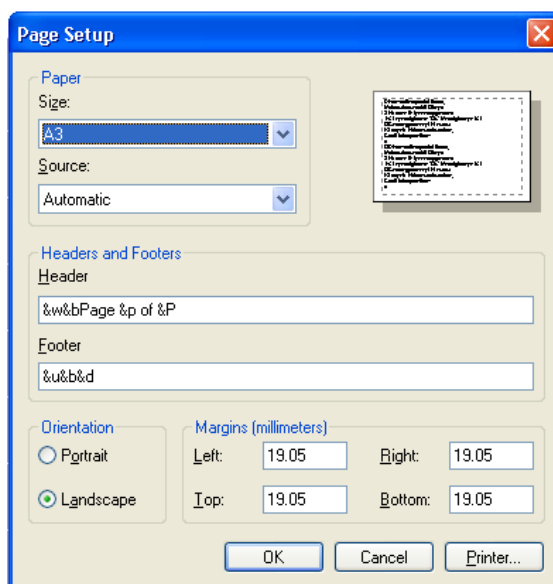 Page Setup
Paper
Size:
A3
Source:
Automatic
Headers and Footers
Header
&w&bPage &p of &P
Footer
&u&b&d
Orientation
Portrait
Landscape
Margins (millimeters)
Left: 19.05 Right: 19.05
Top: 19.05 Bottom: 19.05
OK Cancel Printer...